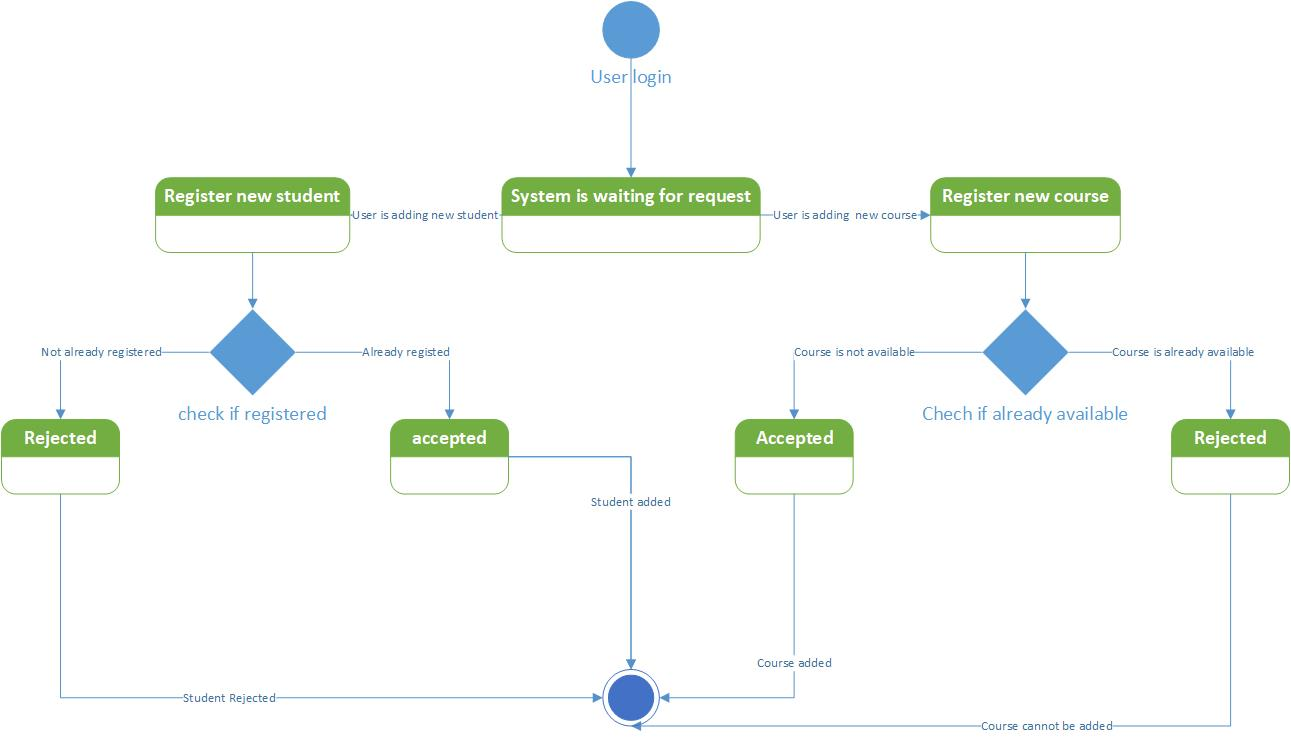 User login
Register new student
System is waiting for request
Register new course
User is adding new student
User is adding  new course
Not already registered
Already registed
Course is not available
Course is already available
check if registered
Chech if already available
Rejected
accepted
Accepted
Rejected
Student added
Course added
Student Rejected
Course cannot be added